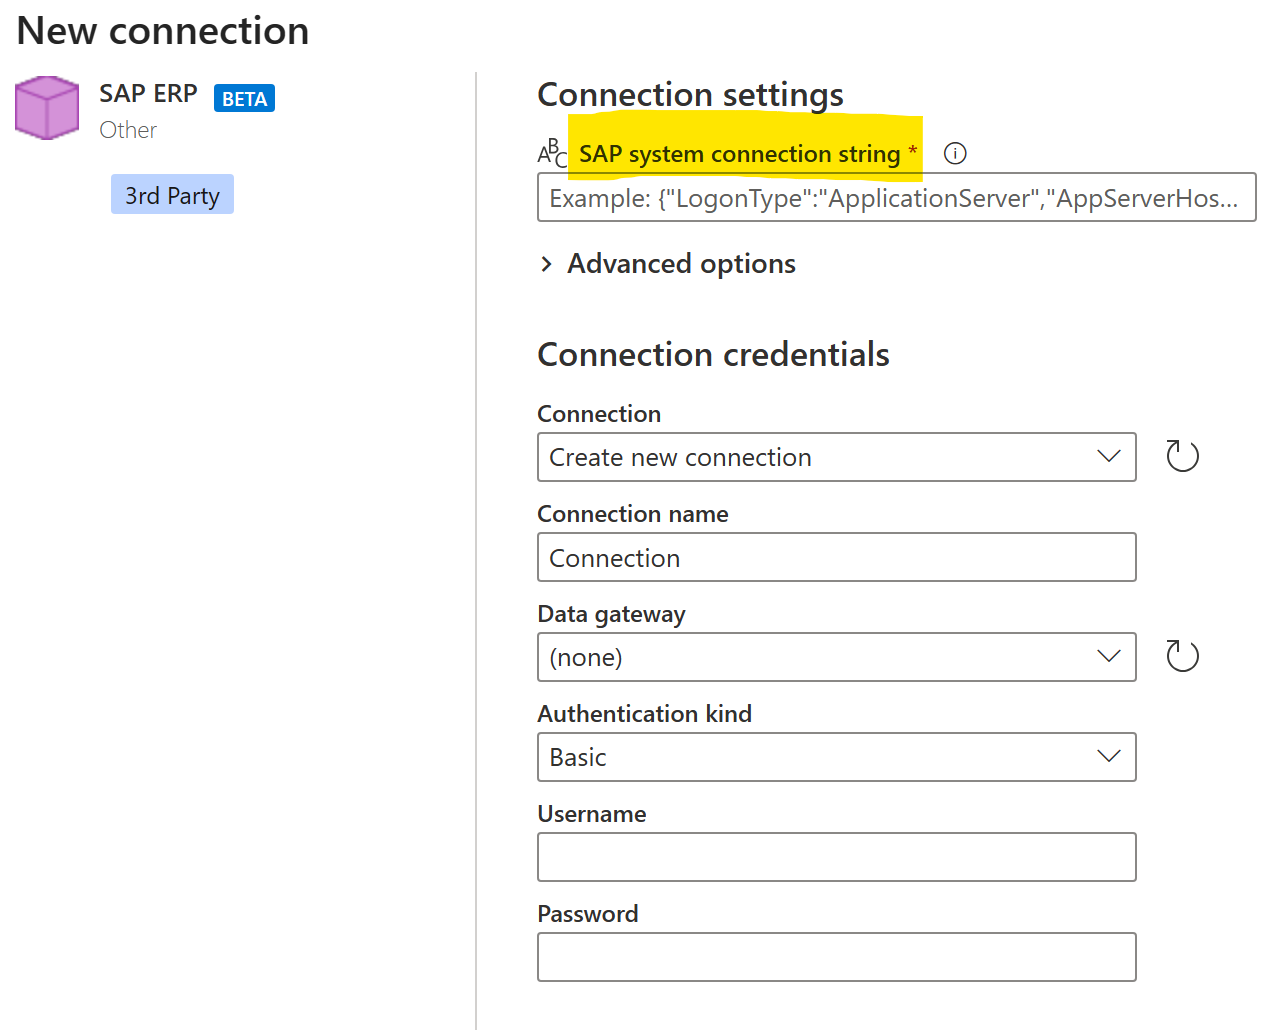 New connection
SAP ERP BETA
Other
3rd Party
Connection settings
ABC SAP system connection string *
Example: {"LogonType":"ApplicationServer","AppServerHos...
Advanced options
Connection credentials
Connection
Create new connection
Connection name
Connection
Data gateway
(none)
Authentication kind
Basic
Username
Password